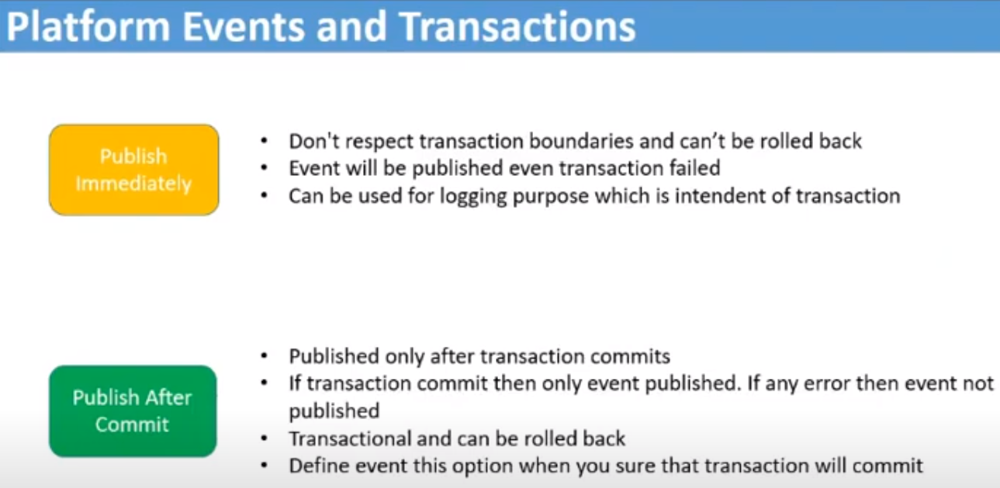 Platform Events and Transactions
Publish
Immediately
• Don't respect transaction boundaries and can’t be rolled back
• Event will be published even transaction failed
• Can be used for logging purpose which is intendent of transaction
Publish After
Commit
• Published only after transaction commits
• If transaction commit then only event published. If any error then event not
published
• Transactional and can be rolled back
• Define event this option when you sure that transaction will commit